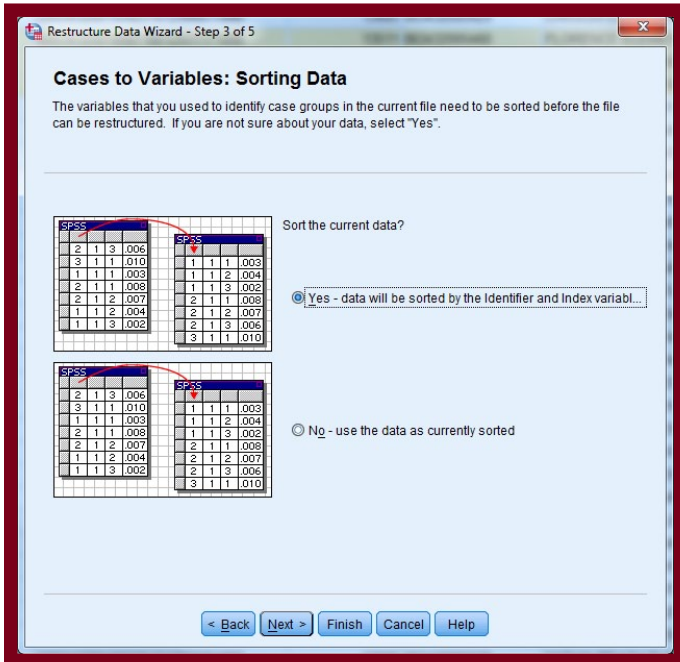 Restructure Data Wizard - Step 3 of 5
Cases to Variables: Sorting Data
The variables that you used to identify case groups in the current file need to be sorted before the file
can be restructured. If you are not sure about your data, select "Yes".
Sort the current data?
SPSS
2 1 3 .006
3 1 1 .010
1 1 1 .003
2 1 1 .008
2 1 2 .007
1 1 2 .004
1 1 3 .002
SPSS
1 1 1 .003
1 1 2 .004
1 1 3 .002
2 1 1 .008
2 1 2 .007
2 1 3 .006
3 1 1 .010
Yes - data will be sorted by the Identifier and Index variabl...
SPSS
2 1 3 .006
3 1 1 .010
1 1 1 .003
2 1 1 .008
2 1 2 .007
1 1 2 .004
1 1 3 .002
SPSS
1 1 1 .003
1 1 2 .004
1 1 3 .002
2 1 1 .008
2 1 2 .007
2 1 3 .006
3 1 1 .010
No - use the data as currently sorted
< Back Next > Finish Cancel Help